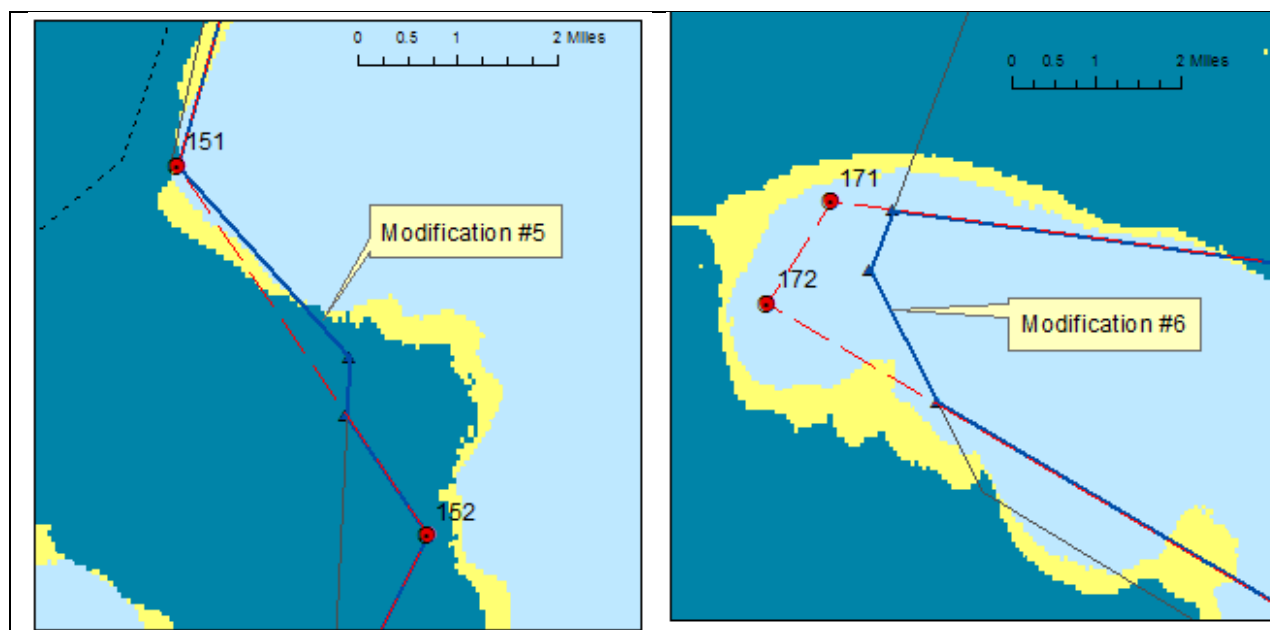 0 0.5 1 2 Miles
151
Modification #5
152
0 0.5 1 2 Miles
171
172
Modification #6